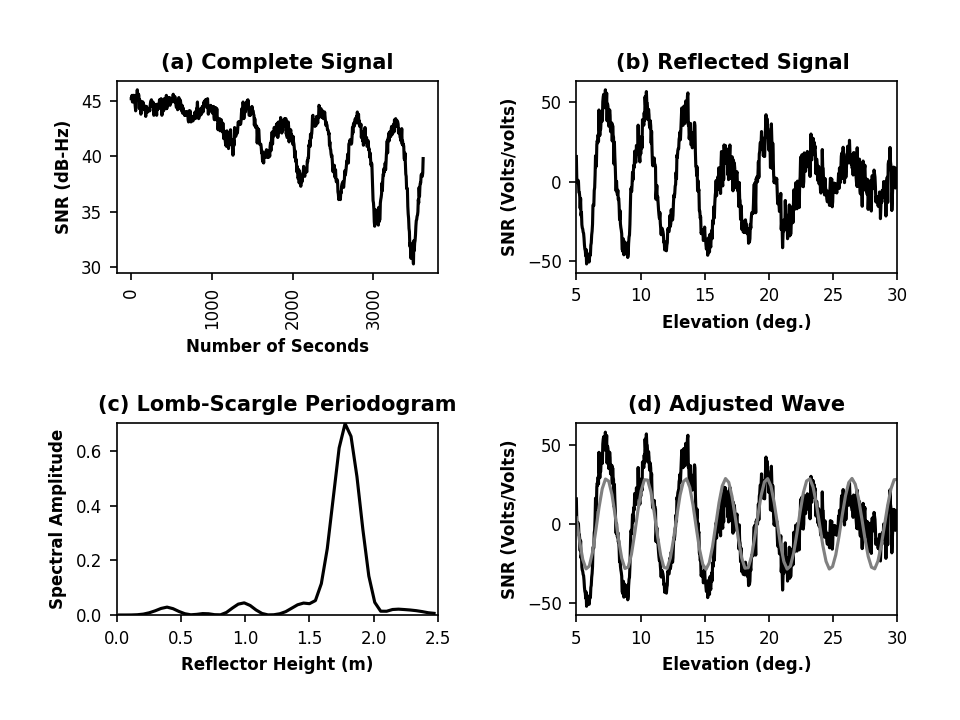 (a) Complete Signal
45
40
35
30
SNR (dB-Hz)
0
1000
2000
3000
Number of Seconds
(b) Reflected Signal
50
0
−50
SNR (Volts/volts)
5 10 15 20 25 30
Elevation (deg.)
(c) Lomb-Scargle Periodogram
0.6
0.4
0.2
0.0
Spectral Amplitude
0.0 0.5 1.0 1.5 2.0 2.5
Reflector Height (m)
(d) Adjusted Wave
50
0
−50
SNR (Volts/Volts)
5 10 15 20 25 30
Elevation (deg.)